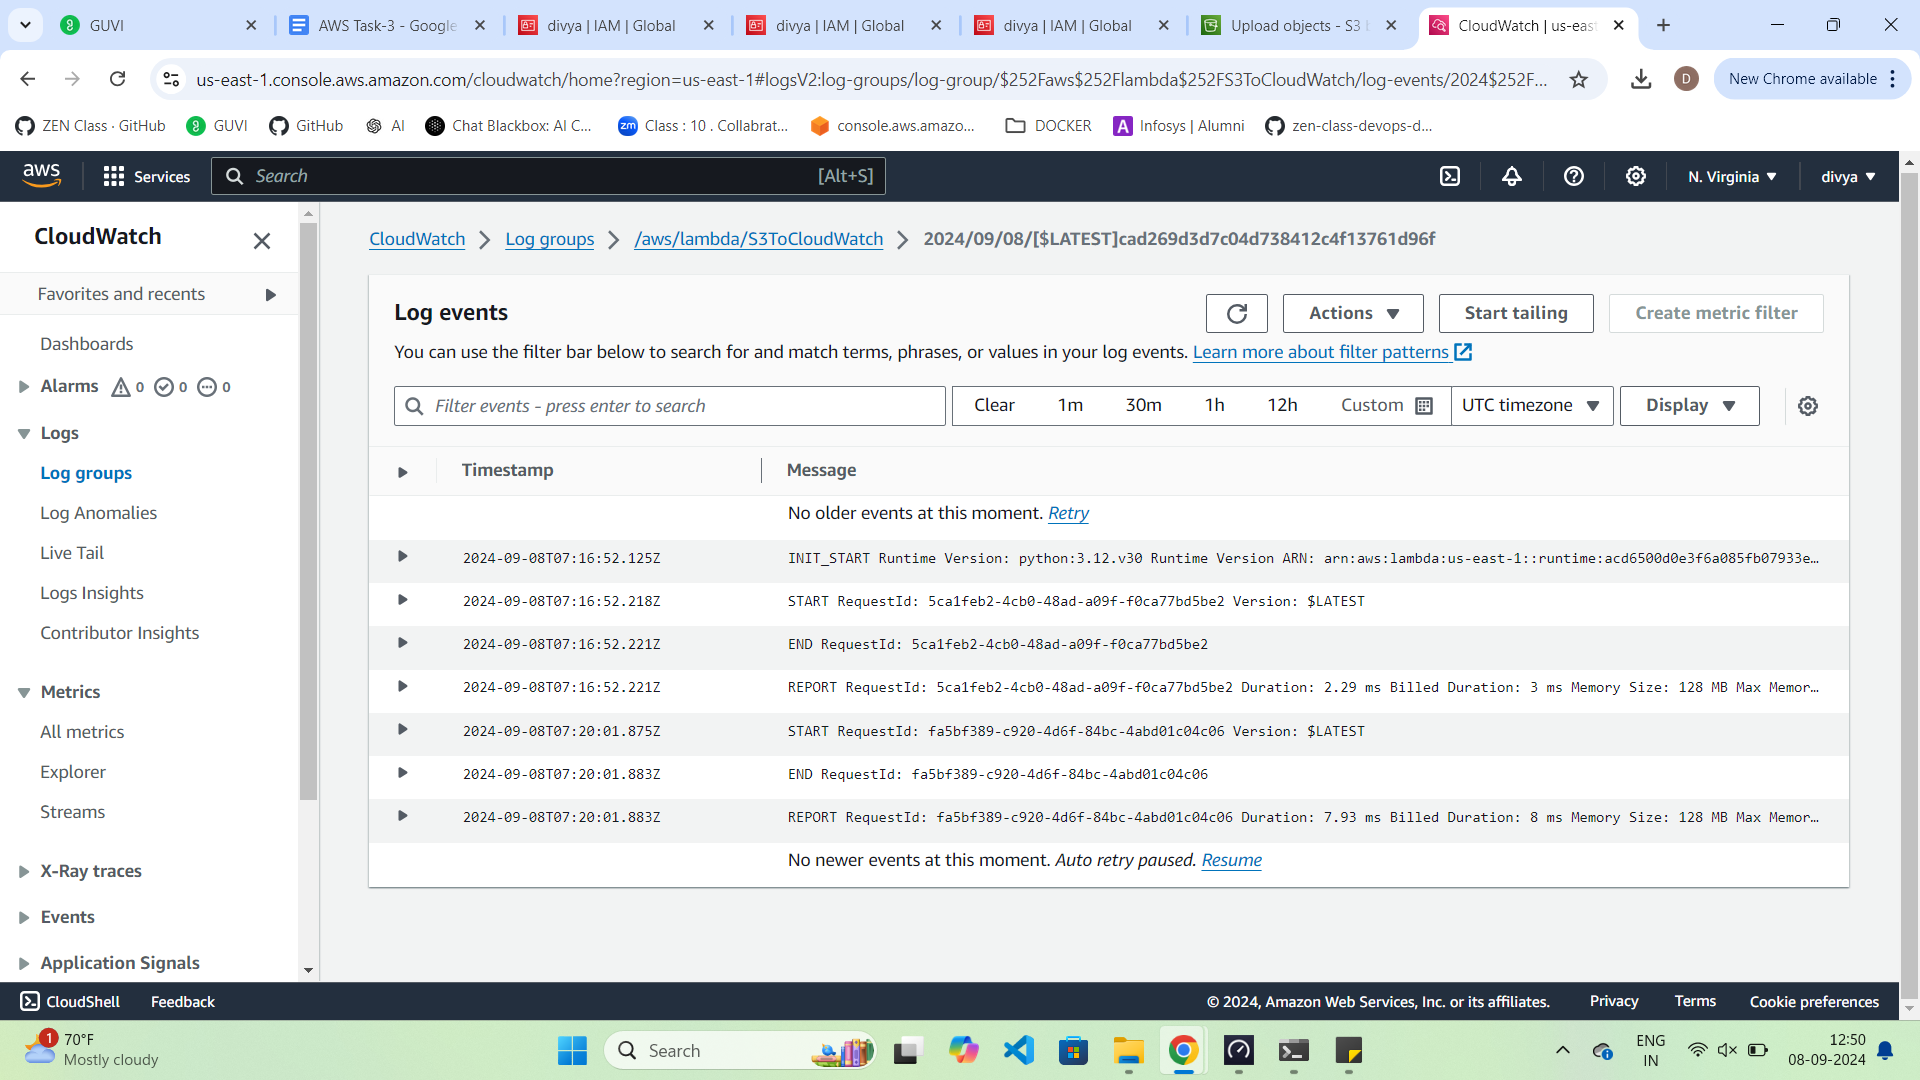 GUVI
AWS Task-3 - Google
divya | IAM | Global
divya | IAM | Global
divya | IAM | Global
Upload objects - S3 b
CloudWatch | us-east
us-east-1.console.aws.amazon.com/cloudwatch/home?region=us-east-1#logsV2:log-groups/log-group/$252Faws$252Flambda$252FS3ToCloudWatch/log-events/2024$252F...
D
New Chrome available
ZEN Class · GitHub
GUVI
GitHub
AI
Chat Blackbox: AI C...
zm
Class : 10 . Collabrat...
console.aws.amazo...
DOCKER
A
Infosys | Alumni
zen-class-devops-d...
aws
Services
Search
[Alt+S]
N. Virginia
divya
CloudWatch
Favorites and recents
Dashboards
Alarms 0 0 0
Logs
Log groups
Log Anomalies
Live Tail
Logs Insights
Contributor Insights
Metrics
All metrics
Explorer
Streams
X-Ray traces
Events
Application Signals
CloudWatch
Log groups
/aws/lambda/S3ToCloudWatch
2024/09/08/[$LATEST]cad269d3d7c04d738412c4f13761d96f
Log events
Actions
Start tailing
Create metric filter
You can use the filter bar below to search for and match terms, phrases, or values in your log events. Learn more about filter patterns
Filter events - press enter to search
Clear
1m
30m
1h
12h
Custom
UTC timezone
Display
Timestamp
Message
No older events at this moment. Retry
2024-09-08T07:16:52.125Z INIT_START Runtime Version: python:3.12.v30 Runtime Version ARN: arn:aws:lambda:us-east-1::runtime:acd6500d0e3f6a085fb07933e…
2024-09-08T07:16:52.218Z START RequestId: 5ca1feb2-4cb0-48ad-a09f-f0ca77bd5be2 Version: $LATEST
2024-09-08T07:16:52.221Z END RequestId: 5ca1feb2-4cb0-48ad-a09f-f0ca77bd5be2
2024-09-08T07:16:52.221Z REPORT RequestId: 5ca1feb2-4cb0-48ad-a09f-f0ca77bd5be2 Duration: 2.29 ms Billed Duration: 3 ms Memory Size: 128 MB Max Memor…
2024-09-08T07:20:01.875Z START RequestId: fa5bf389-c920-4d6f-84bc-4abd01c04c06 Version: $LATEST
2024-09-08T07:20:01.883Z END RequestId: fa5bf389-c920-4d6f-84bc-4abd01c04c06
2024-09-08T07:20:01.883Z REPORT RequestId: fa5bf389-c920-4d6f-84bc-4abd01c04c06 Duration: 7.93 ms Billed Duration: 8 ms Memory Size: 128 MB Max Memor…
No newer events at this moment. Auto retry paused. Resume
CloudShell
Feedback
© 2024, Amazon Web Services, Inc. or its affiliates.
Privacy
Terms
Cookie preferences
1
70°F
Mostly cloudy
Search
ENG
IN
12:50
08-09-2024